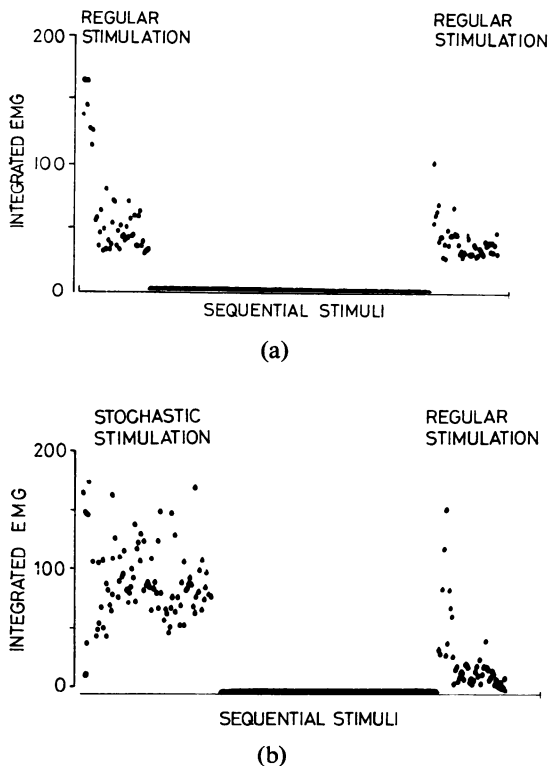 REGULAR
STIMULATION
REGULAR
STIMULATION
200
100
0
INTEGRATED EMG
SEQUENTIAL STIMULI
(a)
STOCHASTIC
STIMULATION
REGULAR
STIMULATION
200
100
0
INTEGRATED EMG
SEQUENTIAL STIMULI
(b)